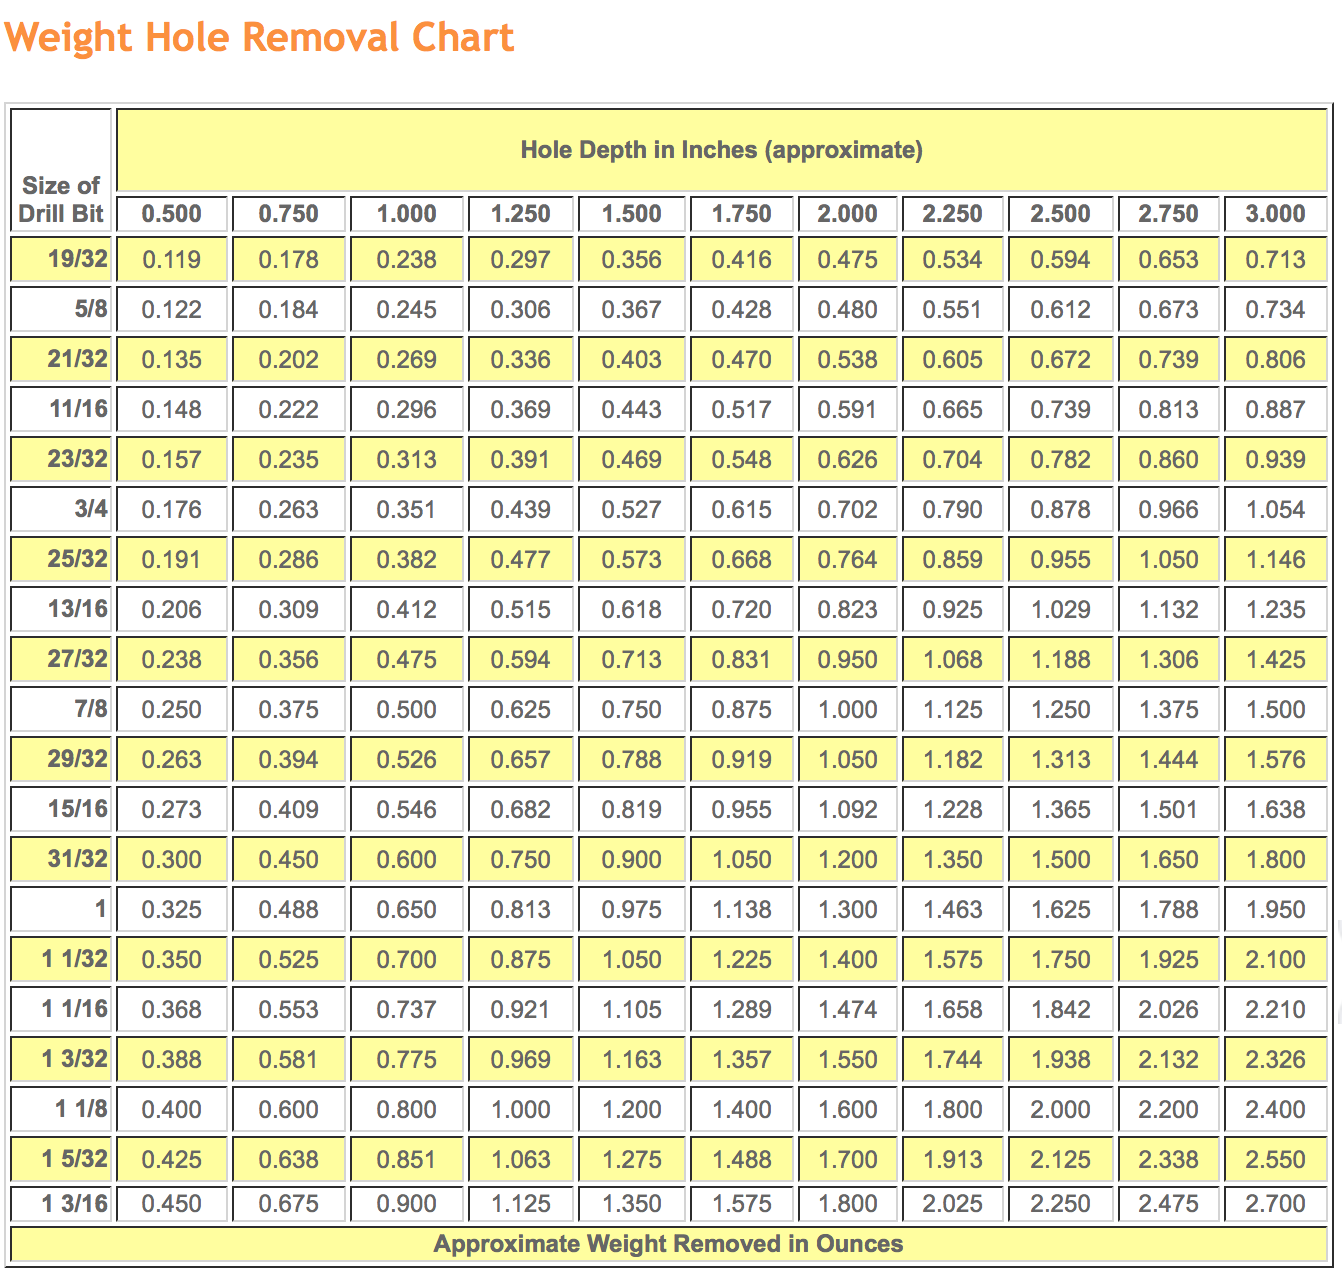 Weight Hole Removal Chart
Hole Depth in Inches (approximate)
Size of
Drill Bit 0.500 0.750 1.000 1.250 1.500 1.750 2.000 2.250 2.500 2.750 3.000
19/32 0.119 0.178 0.238 0.297 0.356 0.416 0.475 0.534 0.594 0.653 0.713
5/8 0.122 0.184 0.245 0.306 0.367 0.428 0.480 0.551 0.612 0.673 0.734
21/32 0.135 0.202 0.269 0.336 0.403 0.470 0.538 0.605 0.672 0.739 0.806
11/16 0.148 0.222 0.296 0.369 0.443 0.517 0.591 0.665 0.739 0.813 0.887
23/32 0.157 0.235 0.313 0.391 0.469 0.548 0.626 0.704 0.782 0.860 0.939
3/4 0.176 0.263 0.351 0.439 0.527 0.615 0.702 0.790 0.878 0.966 1.054
25/32 0.191 0.286 0.382 0.477 0.573 0.668 0.764 0.859 0.955 1.050 1.146
13/16 0.206 0.309 0.412 0.515 0.618 0.720 0.823 0.925 1.029 1.132 1.235
27/32 0.238 0.356 0.475 0.594 0.713 0.831 0.950 1.068 1.188 1.306 1.425
7/8 0.250 0.375 0.500 0.625 0.750 0.875 1.000 1.125 1.250 1.375 1.500
29/32 0.263 0.394 0.526 0.657 0.788 0.919 1.050 1.182 1.313 1.444 1.576
15/16 0.273 0.409 0.546 0.682 0.819 0.955 1.092 1.228 1.365 1.501 1.638
31/32 0.300 0.450 0.600 0.750 0.900 1.050 1.200 1.350 1.500 1.650 1.800
1 0.325 0.488 0.650 0.813 0.975 1.138 1.300 1.463 1.625 1.788 1.950
1 1/32 0.350 0.525 0.700 0.875 1.050 1.225 1.400 1.575 1.750 1.925 2.100
1 1/16 0.368 0.553 0.737 0.921 1.105 1.289 1.474 1.658 1.842 2.026 2.210
1 3/32 0.388 0.581 0.775 0.969 1.163 1.357 1.550 1.744 1.938 2.132 2.326
1 1/8 0.400 0.600 0.800 1.000 1.200 1.400 1.600 1.800 2.000 2.200 2.400
1 5/32 0.425 0.638 0.851 1.063 1.275 1.488 1.700 1.913 2.125 2.338 2.550
1 3/16 0.450 0.675 0.900 1.125 1.350 1.575 1.800 2.025 2.250 2.475 2.700
Approximate Weight Removed in Ounces